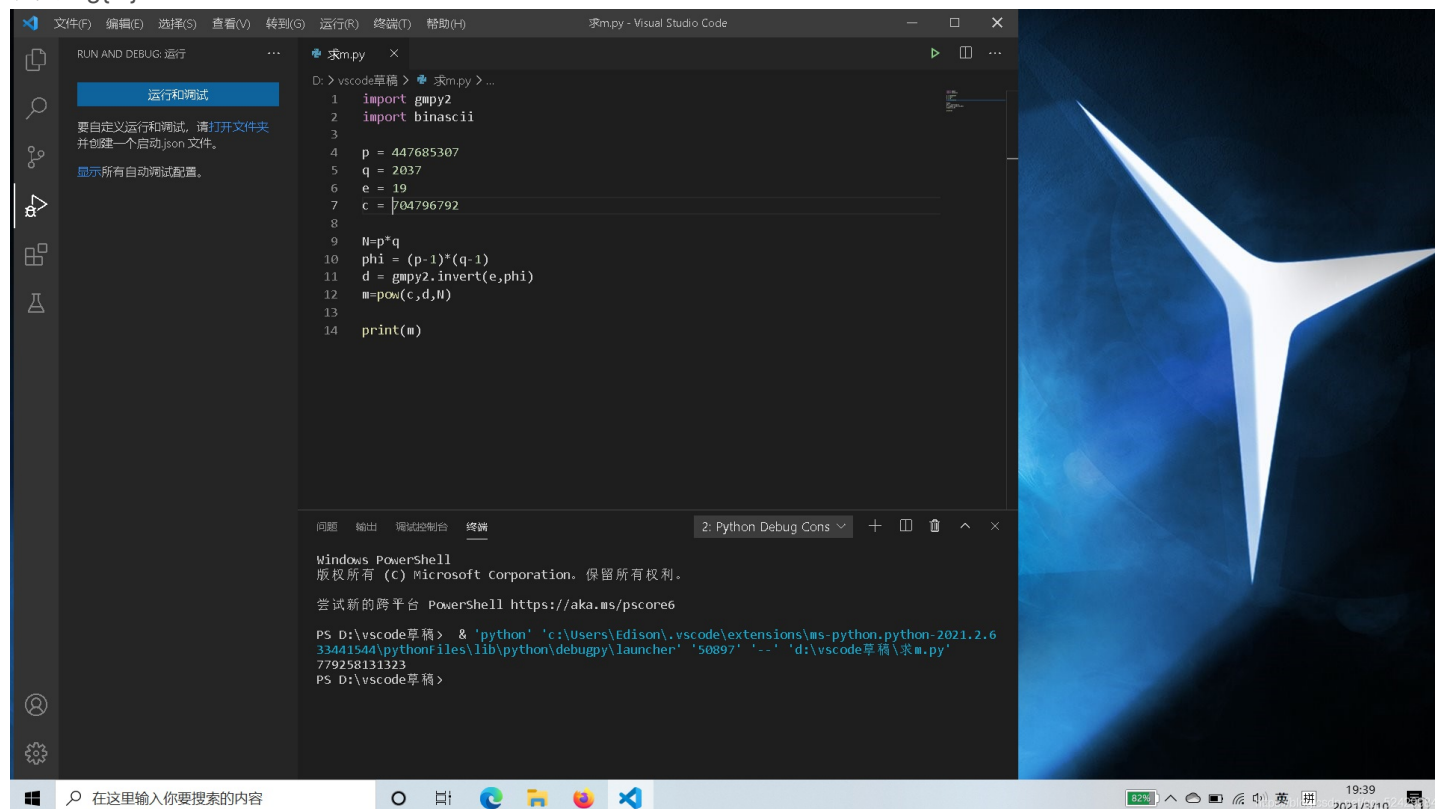 文件(F) 编辑(E) 选择(S) 查看(V) 转到(G) 运行(R) 终端(T) 帮助(H) 求m.py - Visual Studio Code
RUN AND DEBUG: 运行 ···
运行和调试
要自定义运行和调试，请打开文件夹
并创建一个启动.json 文件。
显示所有自动调试配置。
求m.py
D: > vscode草稿 > 求m.py > ...
1 import gmpy2
2 import binascii
3
4 p = 447685307
5 q = 2037
6 e = 19
7 c = 704796792
8
9 N=p*q
10 phi = (p-1)*(q-1)
11 d = gmpy2.invert(e,phi)
12 m=pow(c,d,N)
13
14 print(m)
问题 输出 调试控制台 终端 2: Python Debug Cons
Windows PowerShell
版权所有 (C) Microsoft Corporation。保留所有权利。
尝试新的跨平台 PowerShell https://aka.ms/pscore6
PS D:\vscode草稿> & 'python' 'c:\Users\Edison\.vscode\extensions\ms-python.python-2021.2.6
33441544\pythonFiles\lib\python\debugpy\launcher' '50897' '--' 'd:\vscode草稿\求m.py'
779258131323
PS D:\vscode草稿>
在这里输入你要搜索的内容
82% 英 拼 19:39
2021/3/10